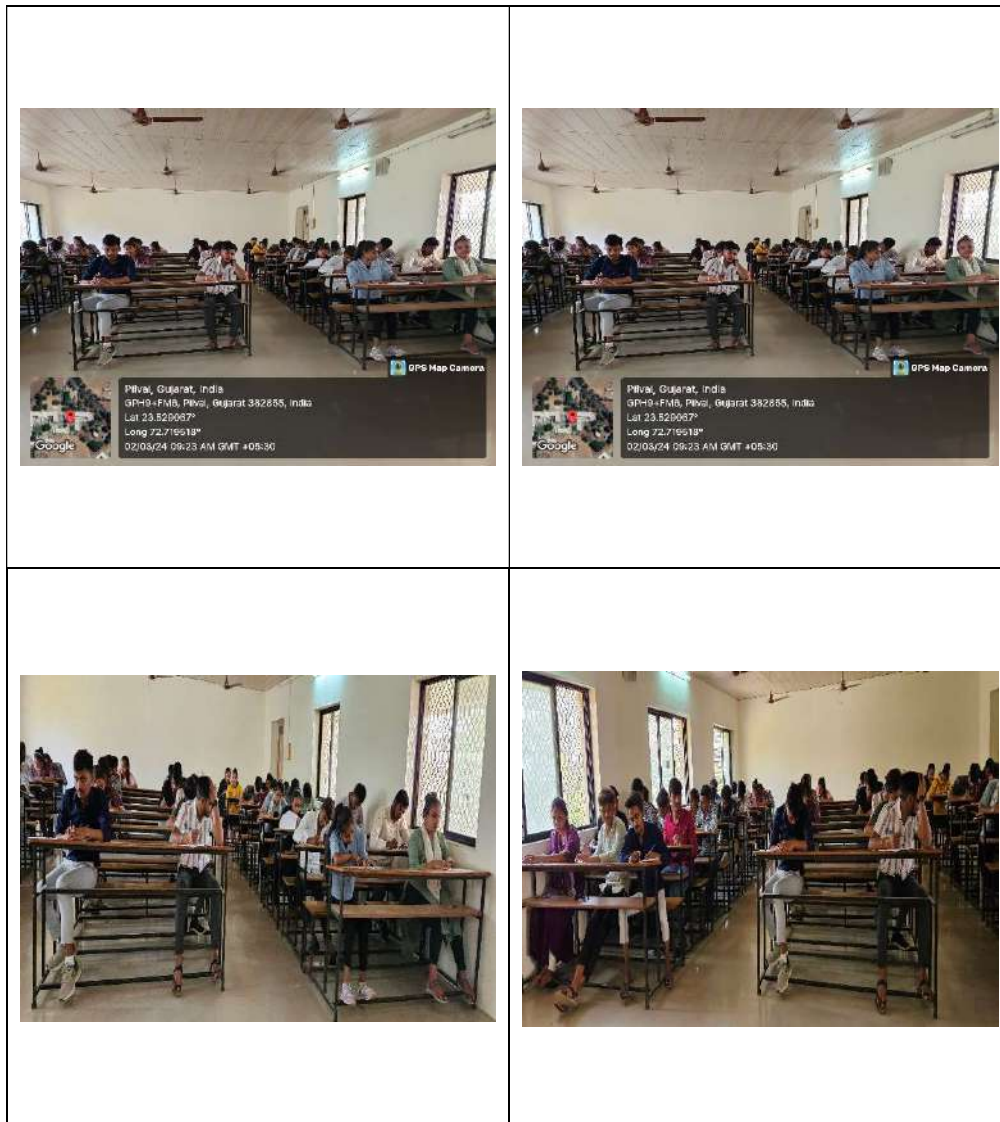 GPS Map Camera
Pilvai, Gujarat, India
GPH9+FM6, Pilvai, Gujarat 382855, India
Lat 23.529067°
Long 72.719518°
02/03/24 09:23 AM GMT +05:30
Google
GPS Map Camera
Pilvai, Gujarat, India
GPH9+FM6, Pilvai, Gujarat 382855, India
Lat 23.529067°
Long 72.719518°
02/03/24 09:23 AM GMT +05:30
Google